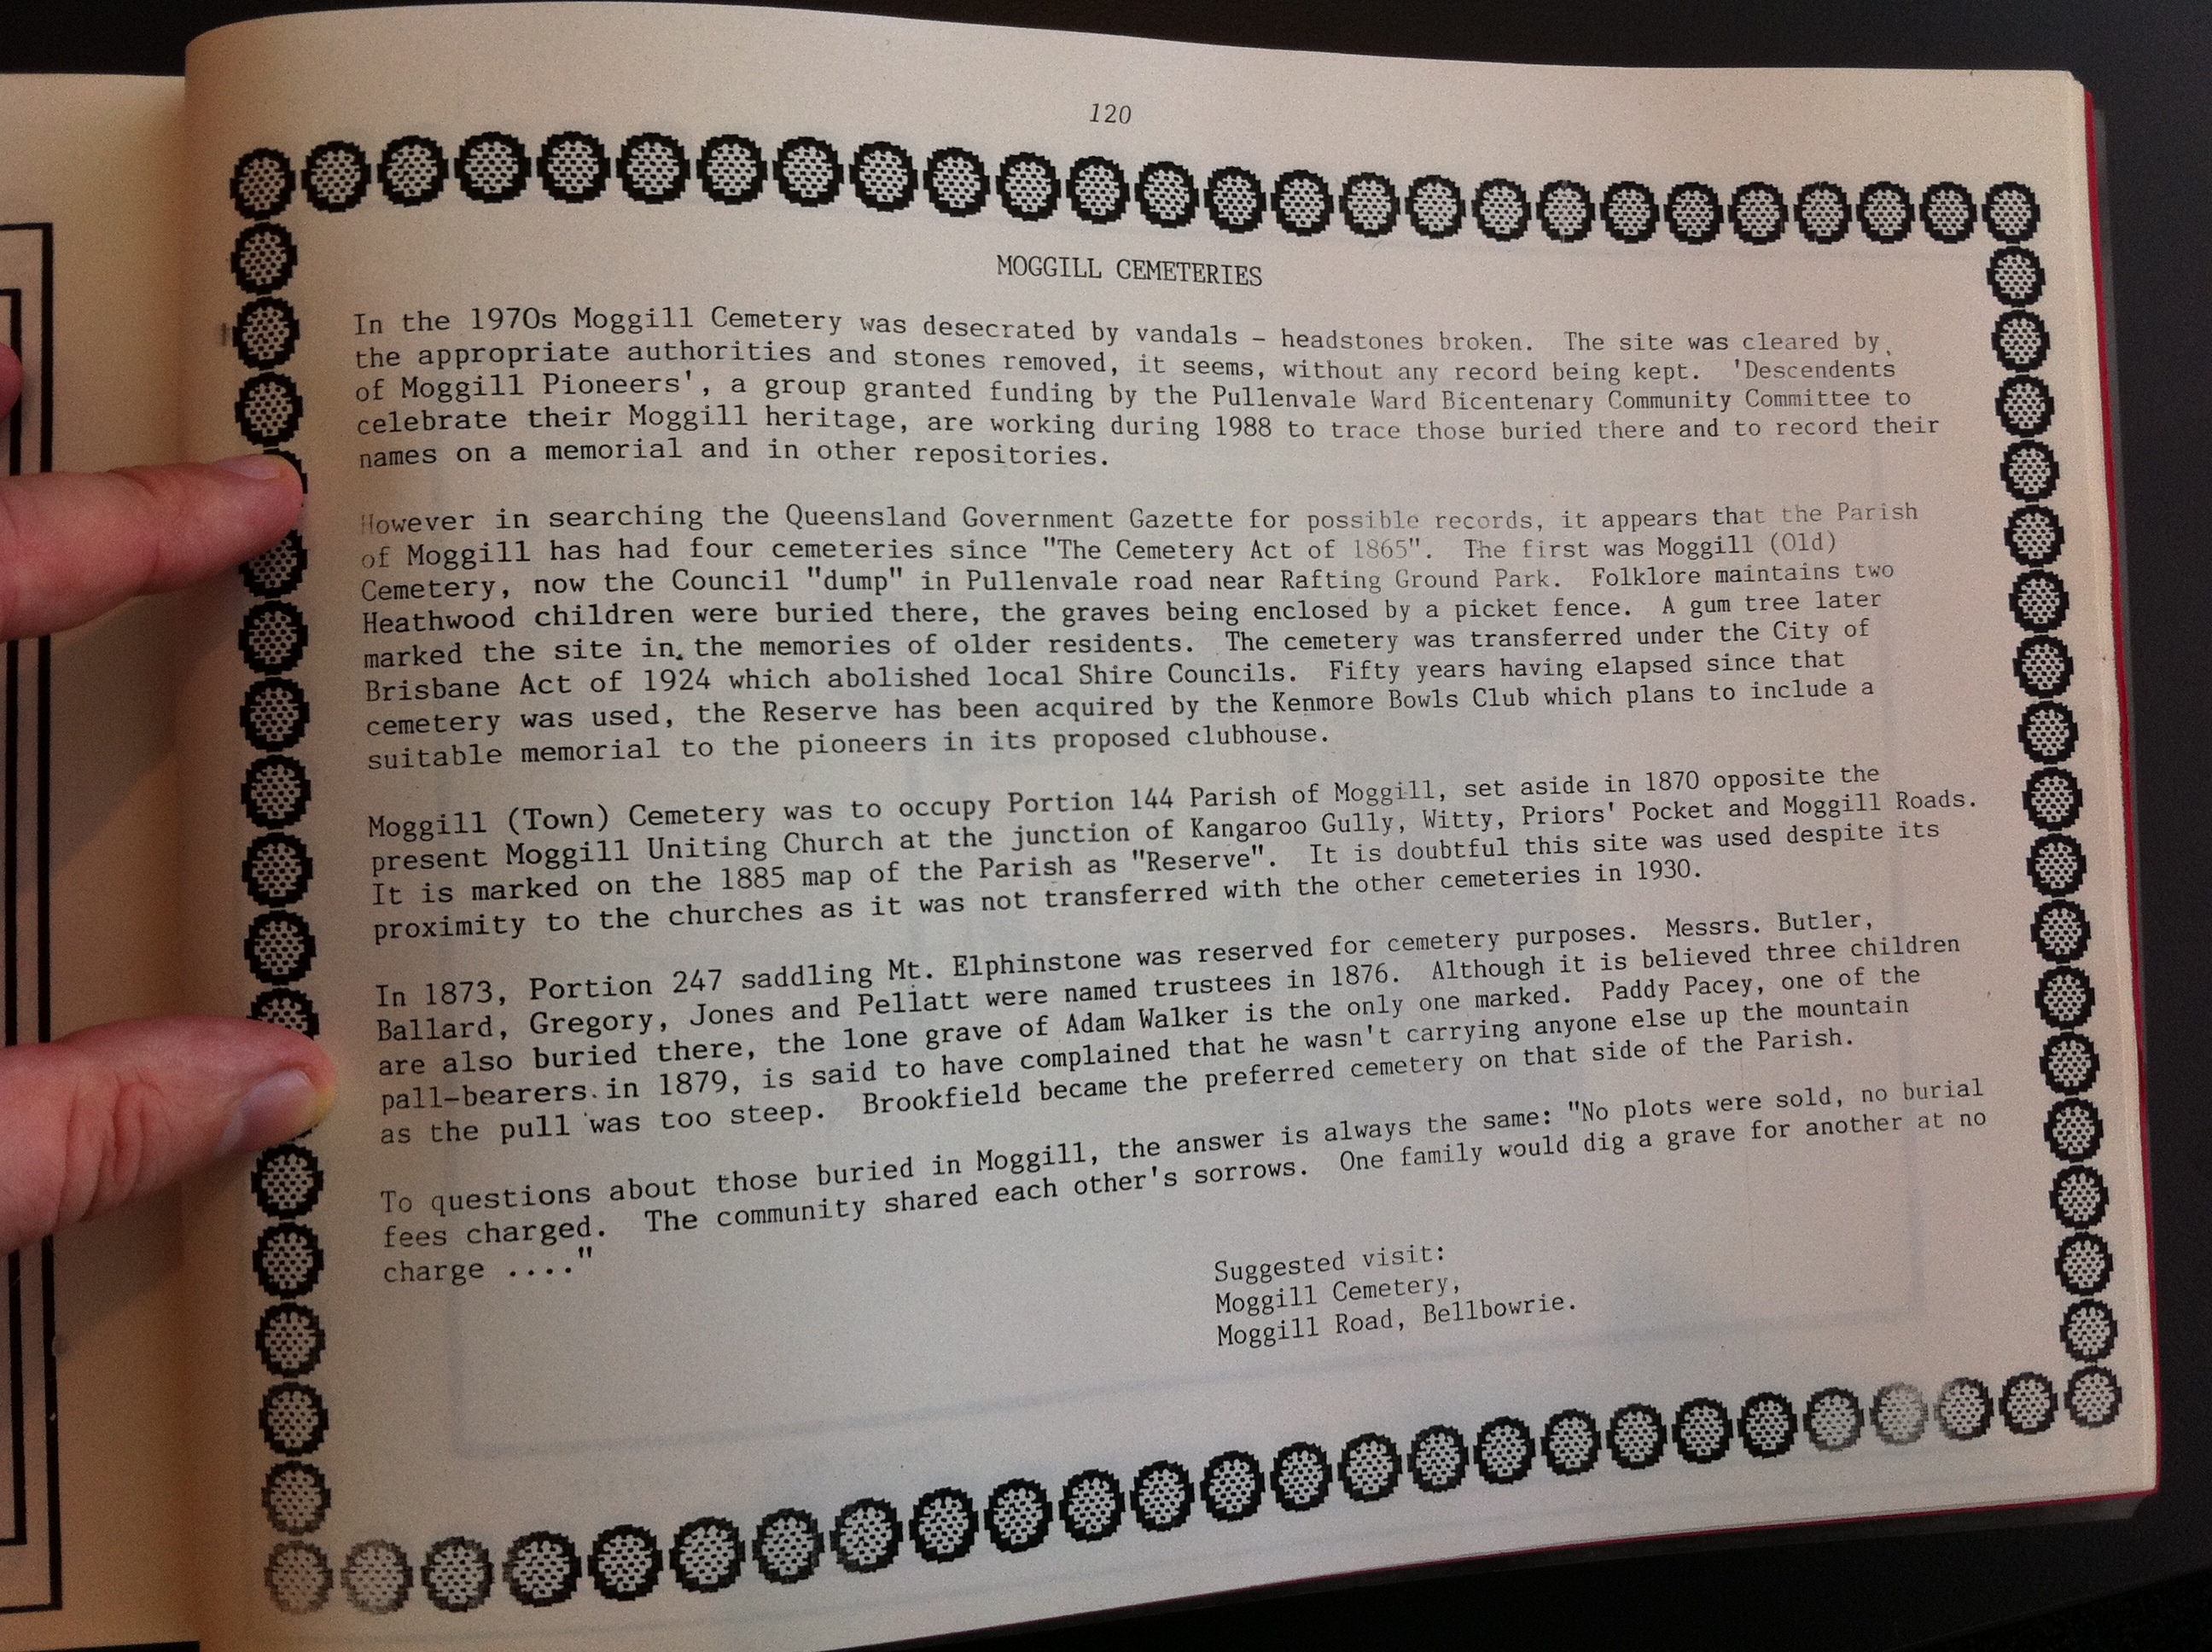 120
MOGGILL CEMETERIES
In the 1970s Moggill Cemetery was desecrated by vandals - headstones broken. The site was cleared by
the appropriate authorities and stones removed, it seems, without any record being kept. 'Descendents
of Moggill Pioneers', a group granted funding by the Pullenvale Ward Bicentenary Community Committee to
celebrate their Moggill heritage, are working during 1988 to trace those buried there and to record their
names on a memorial and in other repositories.
However in searching the Queensland Government Gazette for possible records, it appears that the Parish
of Moggill has had four cemeteries since "The Cemetery Act of 1865". The first was Moggill (Old)
Cemetery, now the Council "dump" in Pullenvale road near Rafting Ground Park. Folklore maintains two
Heathwood children were buried there, the graves being enclosed by a picket fence. A gum tree later
marked the site in the memories of older residents. The cemetery was transferred under the City of
Brisbane Act of 1924 which abolished local Shire Councils. Fifty years having elapsed since that
cemetery was used, the Reserve has been acquired by the Kenmore Bowls Club which plans to include a
suitable memorial to the pioneers in its proposed clubhouse.
Moggill (Town) Cemetery was to occupy Portion 144 Parish of Moggill, set aside in 1870 opposite the
present Moggill Uniting Church at the junction of Kangaroo Gully, Witty, Priors' Pocket and Moggill Roads.
It is marked on the 1885 map of the Parish as "Reserve". It is doubtful this site was used despite its
proximity to the churches as it was not transferred with the other cemeteries in 1930.
In 1873, Portion 247 saddling Mt. Elphinstone was reserved for cemetery purposes. Messrs. Butler,
Ballard, Gregory, Jones and Pellatt were named trustees in 1876. Although it is believed three children
are also buried there, the lone grave of Adam Walker is the only one marked. Paddy Pacey, one of the
pall-bearers in 1879, is said to have complained that he wasn't carrying anyone else up the mountain
as the pull was too steep. Brookfield became the preferred cemetery on that side of the Parish.
To questions about those buried in Moggill, the answer is always the same: "No plots were sold, no burial
fees charged. The community shared each other's sorrows. One family would dig a grave for another at no
charge ...."
Suggested visit:
Moggill Cemetery,
Moggill Road, Bellbowrie.